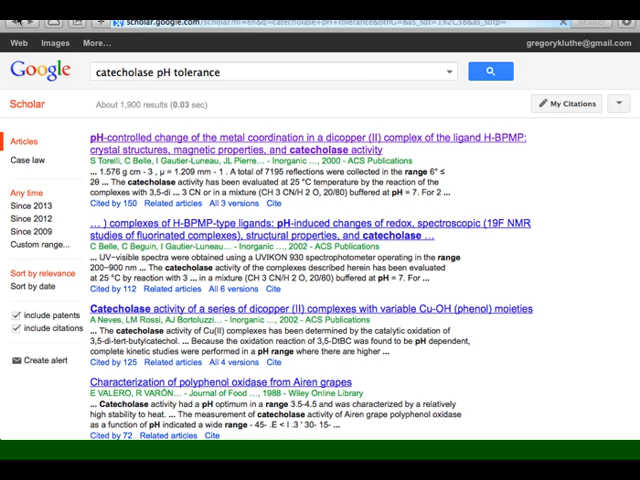 scholar.google.com/scholar?hl=en&q=catecholase+pH+tolerance&btnG=&as_sdt=1%2C38&as_sdtp=
Reader
Web Images More...
gregorykluthe@gmail.com
Google
catecholase pH tolerance
Scholar
About 1,900 results (0.03 sec)
My Citations
Articles
Case law
Any time
Since 2013
Since 2012
Since 2009
Custom range...
Sort by relevance
Sort by date
include patents
include citations
Create alert
pH-controlled change of the metal coordination in a dicopper (II) complex of the ligand H-BPMP:
crystal structures, magnetic properties, and catecholase activity
S Torelli, C Belle, I Gautier-Luneau, JL Pierre... - Inorganic ..., 2000 - ACS Publications
... 1.576 g cm - 3 , μ = 1.209 mm - 1 . A total of 7195 reflections were collected in the range 6° ≤
2θ ... The catecholase activity has been evaluated at 25 °C temperature by the reaction of the
complexes with 3,5-di- ... 3 CN or in a mixture (CH 3 CN/H 2 O, 20/80) buffered at pH = 7. For 2 ...
Cited by 150 Related articles All 3 versions Cite
... ) complexes of H-BPMP-type ligands: pH-induced changes of redox, spectroscopic (19F NMR
studies of fluorinated complexes), structural properties, and catecholase ...
C Belle, C Beguin, I Gautier-Luneau... - Inorganic ..., 2002 - ACS Publications
... UV−visible spectra were obtained using a UVIKON 930 spectrophotometer operating in the range
200−900 nm ... The catecholase activity of the complexes described herein has been evaluated
at 25 °C by reaction with 3 ... in a mixture (CH 3 CN/H 2 O, 20/80) buffered at pH = 7. ...
Cited by 112 Related articles All 6 versions Cite
Catecholase activity of a series of dicopper (II) complexes with variable Cu-OH (phenol) moieties
A Neves, LM Rossi, AJ Bortoluzzi... - Inorganic ..., 2002 - ACS Publications
... The catecholase activity of Cu(II) complexes has been determined by the catalytic oxidation of
3,5-di-tert-butylcatechol. ... Because the oxidation reaction of 3,5-DtBC was found to be pH dependent,
complete kinetic studies were performed in a pH range where there are higher ...
Cited by 125 Related articles All 4 versions Cite
Characterization of polyphenol oxidase from Airen grapes
E VALERO, R VARÓN... - Journal of Food ..., 1988 - Wiley Online Library
... Catecholase activity had a pH optimum in a range 3.5-4.5 and was characterized by a relatively
high stability to heat. ... The measurement of catecholase activity of Airen grape polyphenol oxidase
as a function of pH indicated a wide range - 45- .E < I .3 ' 30- 15- ...
Cited by 72 Related articles Cite